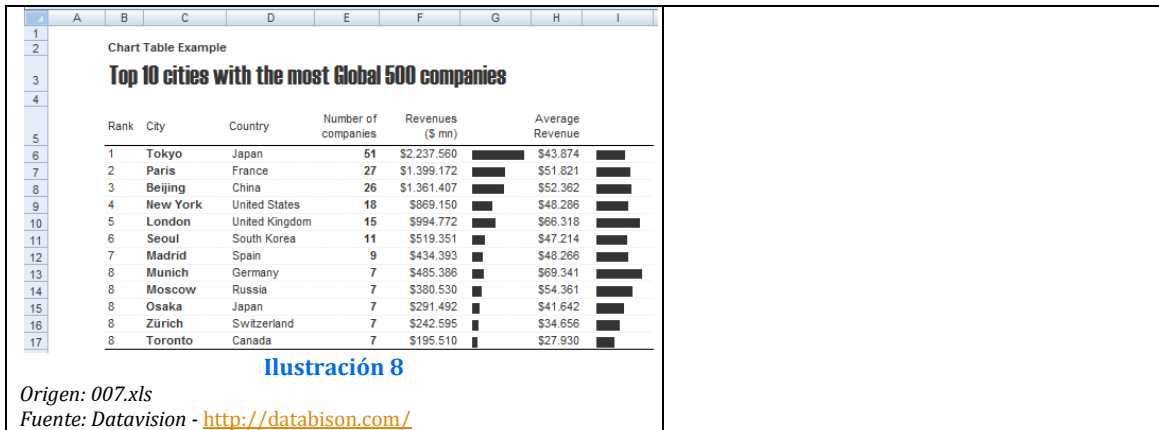 A B C D E F G H I
1
2 Chart Table Example
3 Top 10 cities with the most Global 500 companies
4
5 Rank City Country Number of companies Revenues ($ mn) Average Revenue
6 1 Tokyo Japan 51 $2.237.560 $43.874
7 2 Paris France 27 $1.399.172 $51.821
8 3 Beijing China 26 $1.361.407 $52.362
9 4 New York United States 18 $869.150 $48.286
10 5 London United Kingdom 15 $994.772 $66.318
11 6 Seoul South Korea 11 $519.351 $47.214
12 7 Madrid Spain 9 $434.393 $48.266
13 8 Munich Germany 7 $485.386 $69.341
14 8 Moscow Russia 7 $380.530 $54.361
15 8 Osaka Japan 7 $291.492 $41.642
16 8 Zürich Switzerland 7 $242.595 $34.656
17 8 Toronto Canada 7 $195.510 $27.930
Ilustración 8
Origen: 007.xls
Fuente: Datavision - http://databison.com/